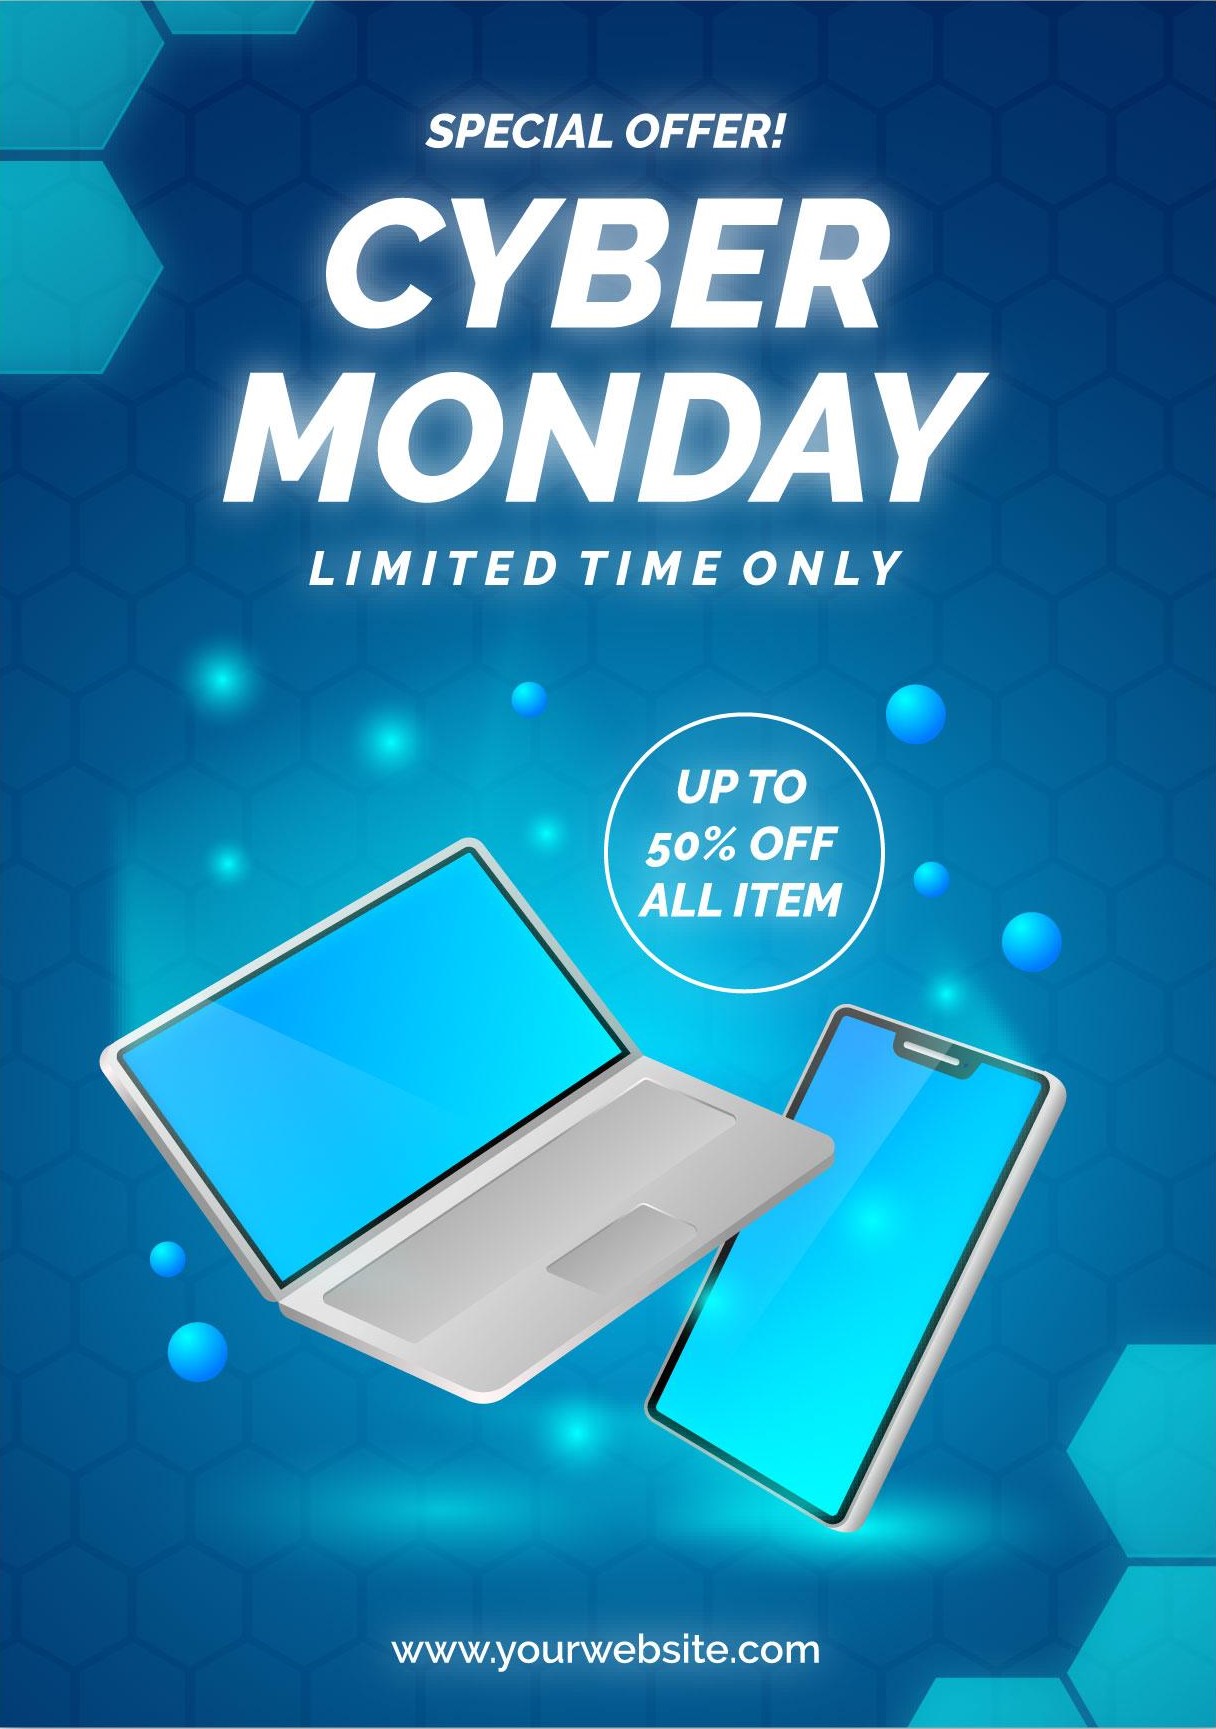 SPECIAL OFFER!
CYBER
MONDAY
LIMITED TIME ONLY
UP TO
50% OFF
ALL ITEM
www.yourwebsite.com